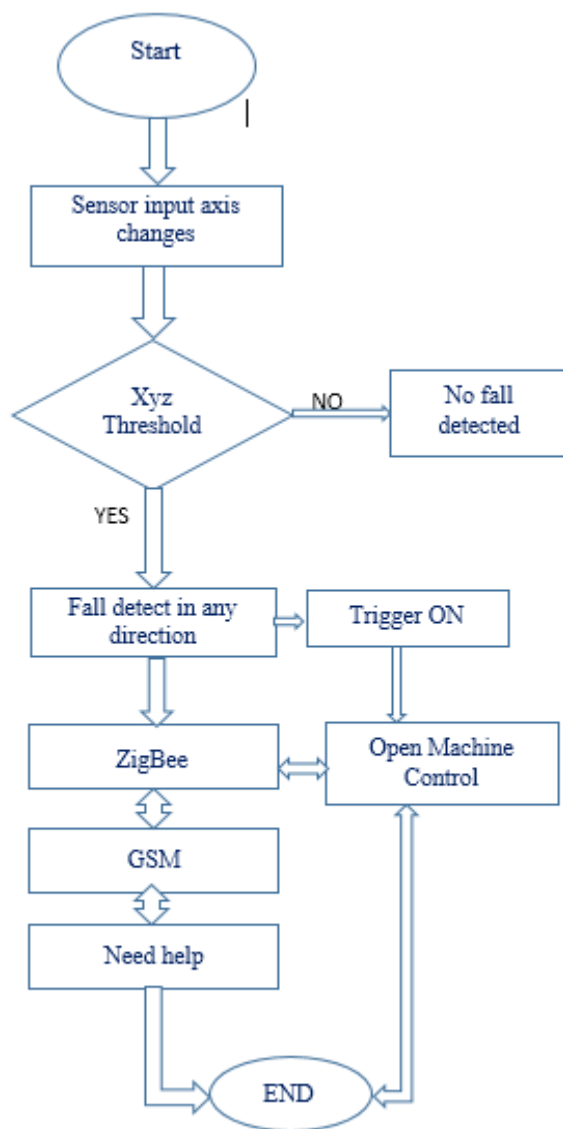 Start
Sensor input axis
changes
Xyz
Threshold
NO
No fall
detected
YES
Fall detect in any
direction
Trigger ON
ZigBee
Open Machine
Control
GSM
Need help
END